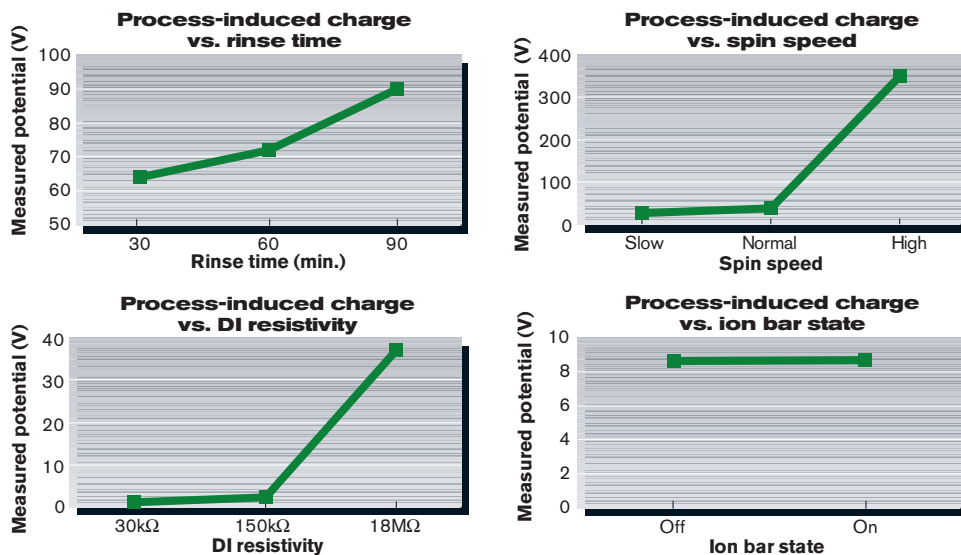 Process-induced charge
vs. rinse time
Measured potential (V)
100
90
80
70
60
50
30 60 90
Rinse time (min.)
Process-induced charge
vs. spin speed
Measured potential (V)
400
300
200
100
0
Slow Normal High
Spin speed
Process-induced charge
vs. DI resistivity
Measured potential (V)
40
30
20
10
0
30kΩ 150kΩ 18MΩ
DI resistivity
Process-induced charge
vs. ion bar state
Measured potential (V)
10
8
6
4
2
0
Off On
Ion bar state